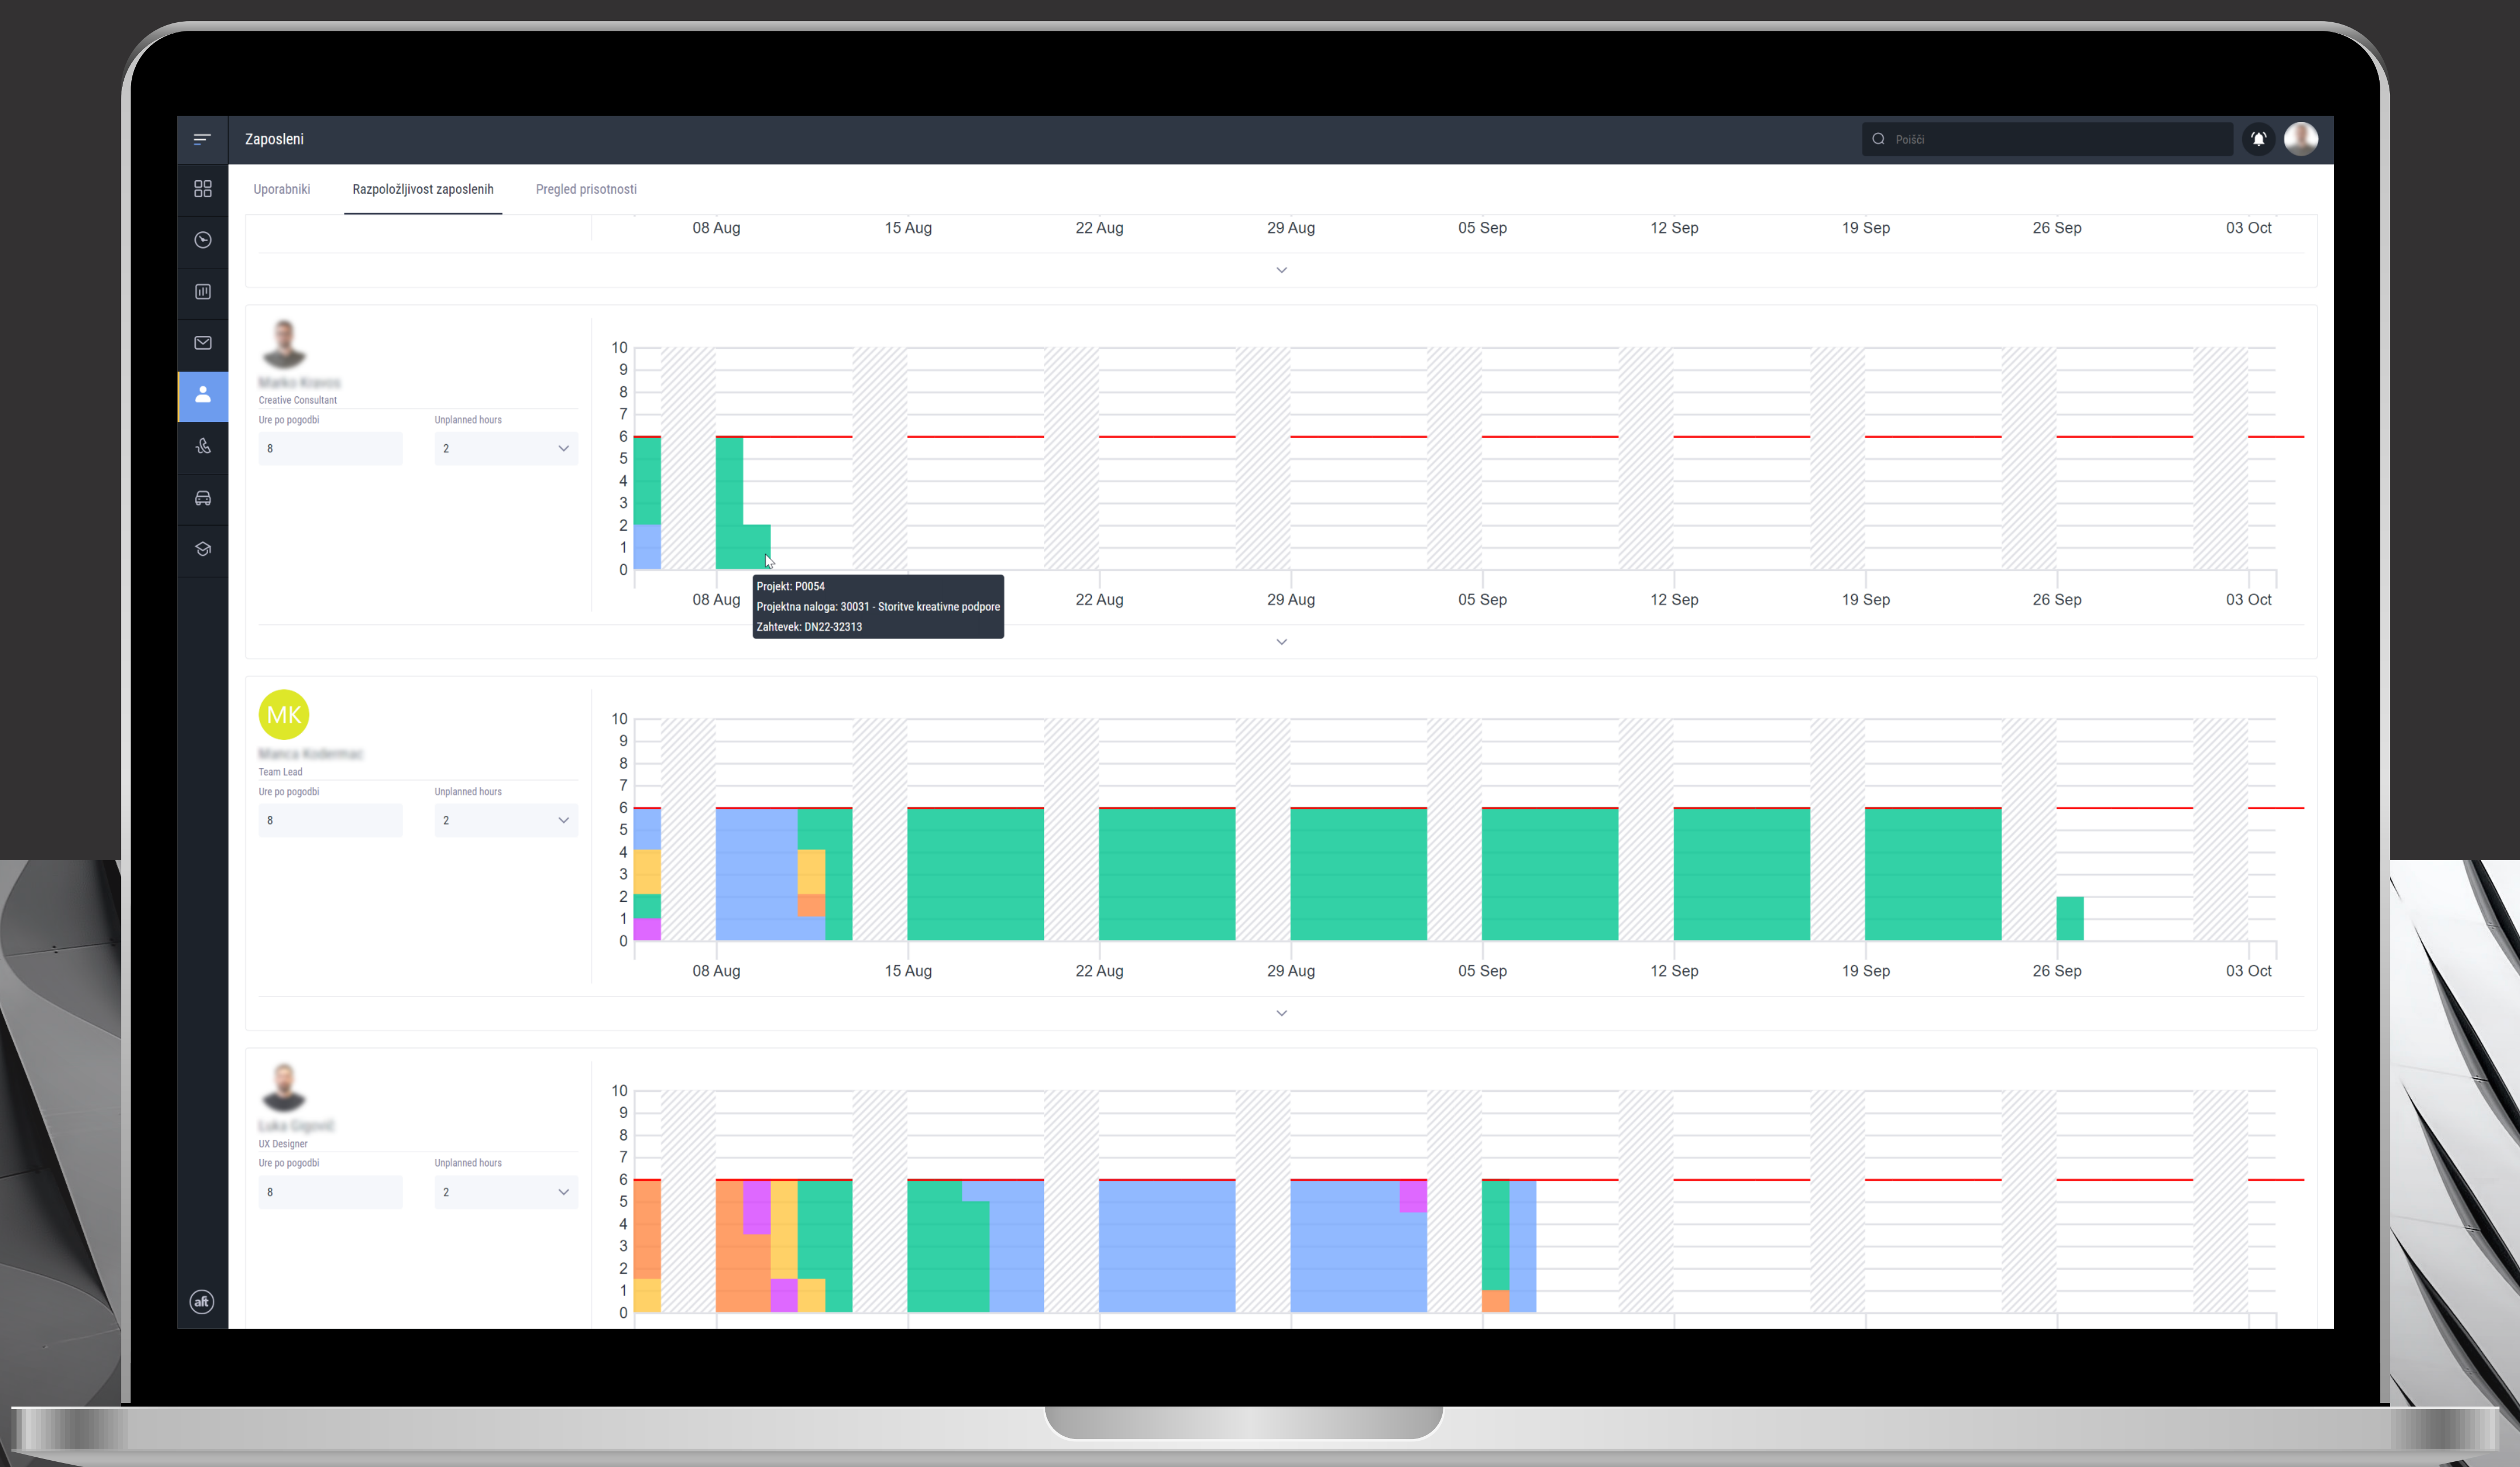 Zaposleni
Poišči
Uporabniki
Razpoložljivost zaposlenih
Pregled prisotnosti
08 Aug
15 Aug
22 Aug
29 Aug
05 Sep
12 Sep
19 Sep
26 Sep
03 Oct
Creative Consultant
Ure po pogodbi
Unplanned hours
8
2
10
9
8
7
6
5
4
3
2
1
0
08 Aug
22 Aug
29 Aug
05 Sep
12 Sep
19 Sep
26 Sep
03 Oct
Projekt: P0054
Projektna naloga: 30031 - Storitve kreativne podpore
Zahtevek: DN22-32313
MK
Team Lead
Ure po pogodbi
Unplanned hours
8
2
10
9
8
7
6
5
4
3
2
1
0
08 Aug
15 Aug
22 Aug
29 Aug
05 Sep
12 Sep
19 Sep
26 Sep
03 Oct
UX Designer
Ure po pogodbi
Unplanned hours
8
2
10
9
8
7
6
5
4
3
2
1
0
aft